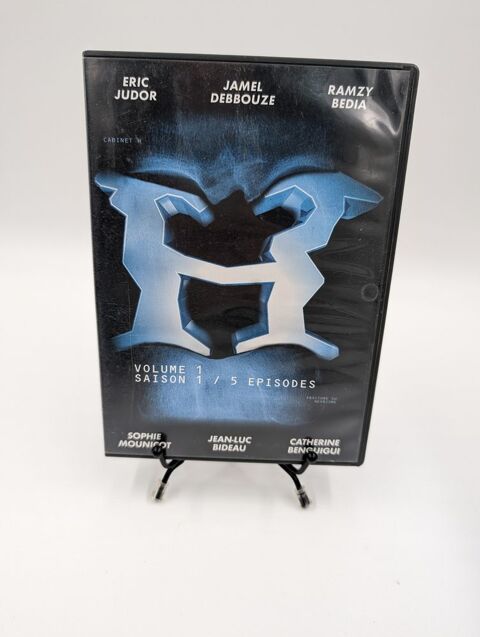 ERIC
JUDOR
JAMEL
DEBBOUZE
RAMZY
BEDIA
CABINET H
H
VOLUME 1
SAISON 1 / 5 EPISODES
SOPHIE
MOUNICOT
JEAN-LUC
BIDEAU
CATHERINE
BENGUIGUI